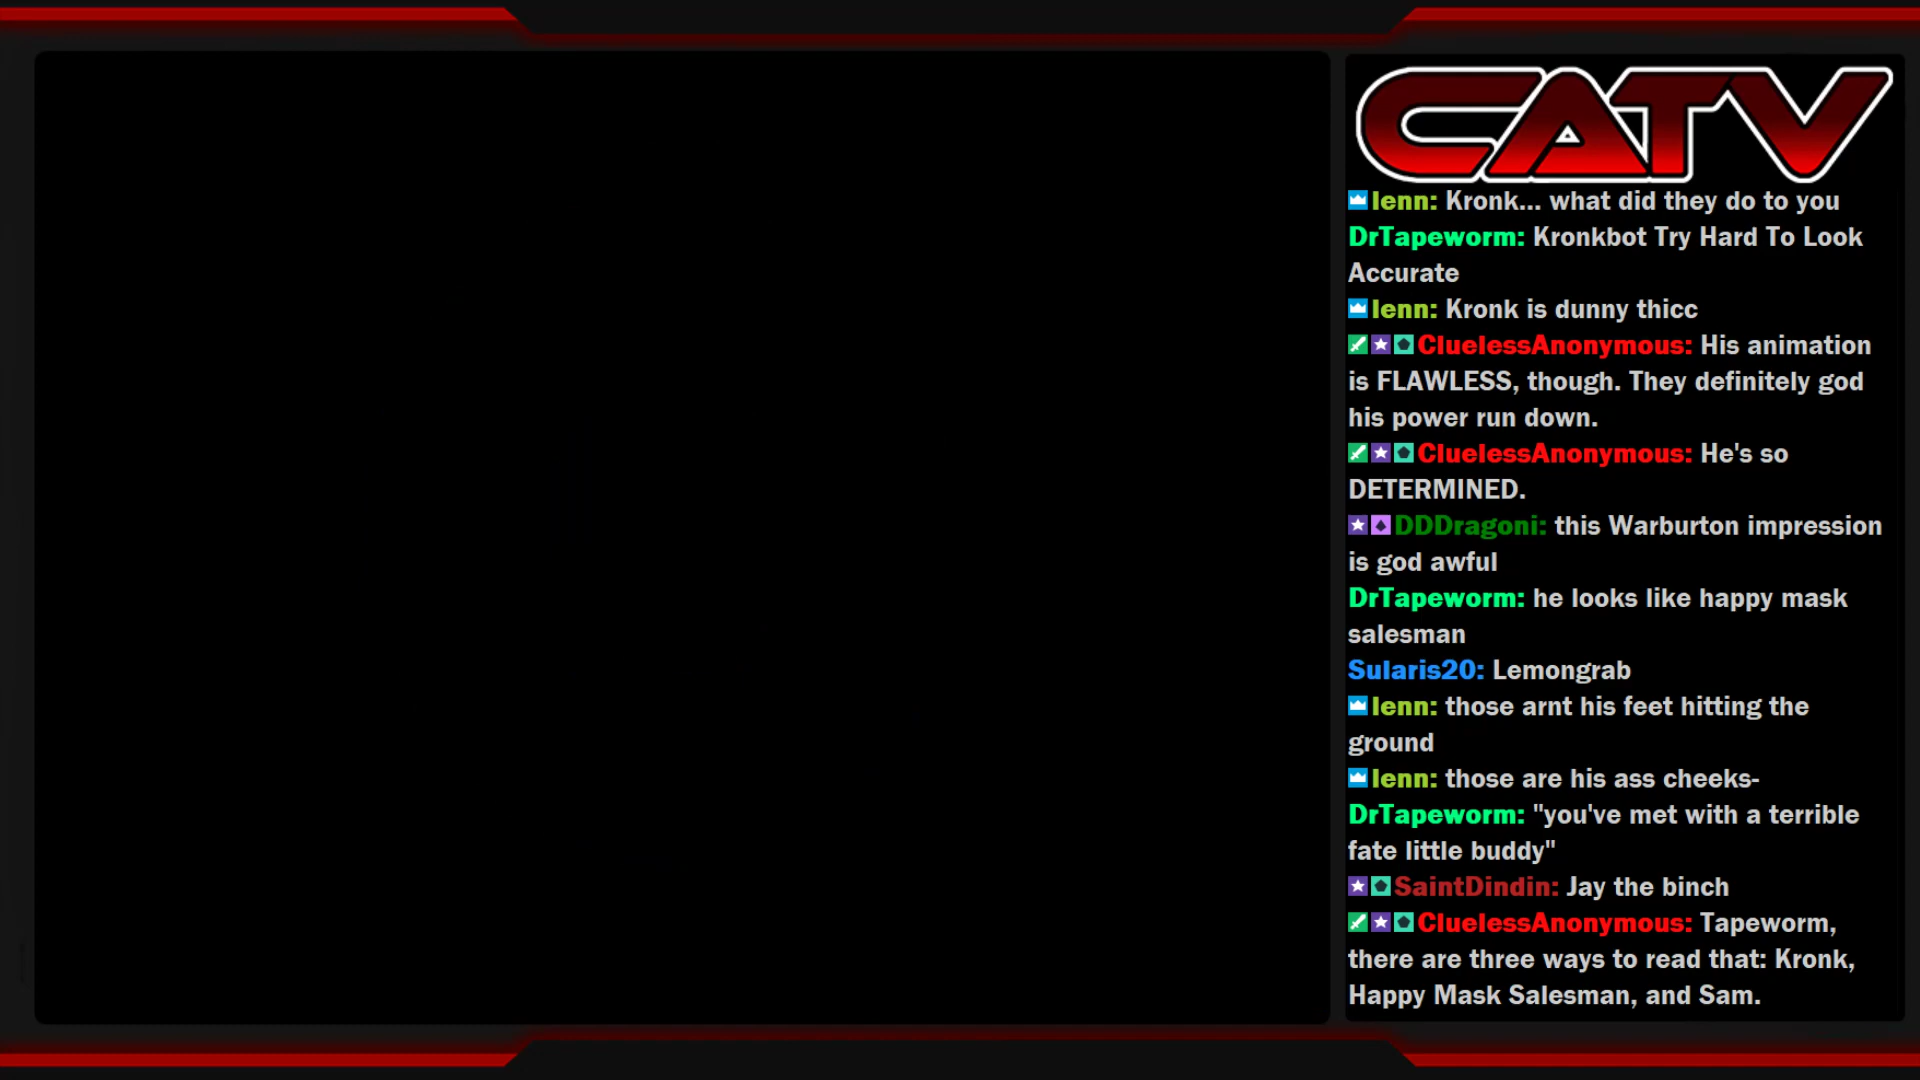 CATV
lenn: Kronk... what did they do to you
DrTapeworm: Kronkbot Try Hard To Look
Accurate
lenn: Kronk is dunny thicc
CluelessAnonymous: His animation
is FLAWLESS, though. They definitely god
his power run down.
CluelessAnonymous: He's so
DETERMINED.
DDDragoni: this Warburton impression
is god awful
DrTapeworm: he looks like happy mask
salesman
Sularis20: Lemongrab
lenn: those arnt his feet hitting the
ground
lenn: those are his ass cheeks-
DrTapeworm: "you've met with a terrible
fate little buddy"
SaintDindin: Jay the binch
CluelessAnonymous: Tapeworm,
there are three ways to read that: Kronk,
Happy Mask Salesman, and Sam.